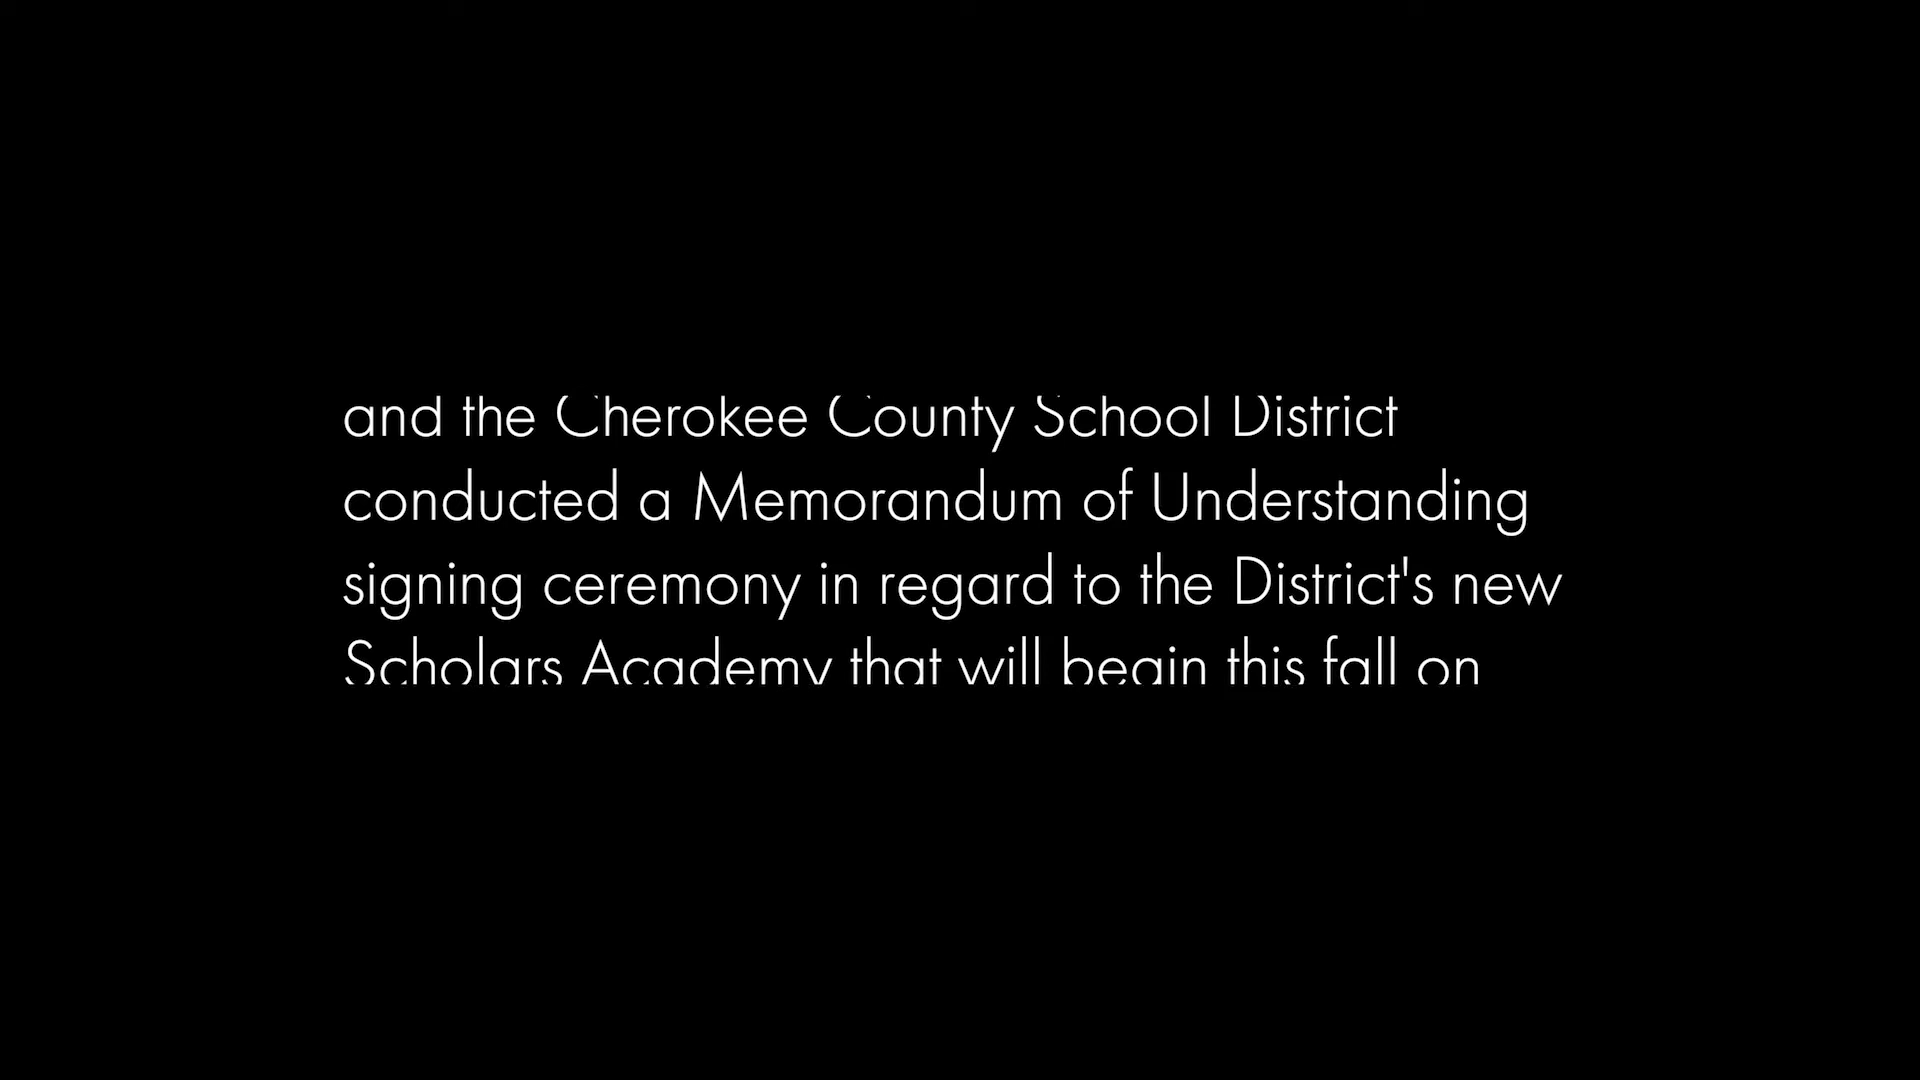 and the Cherokee County School District
conducted a Memorandum of Understanding
signing ceremony in regard to the District's new
Scholars Academy that will begin this fall on